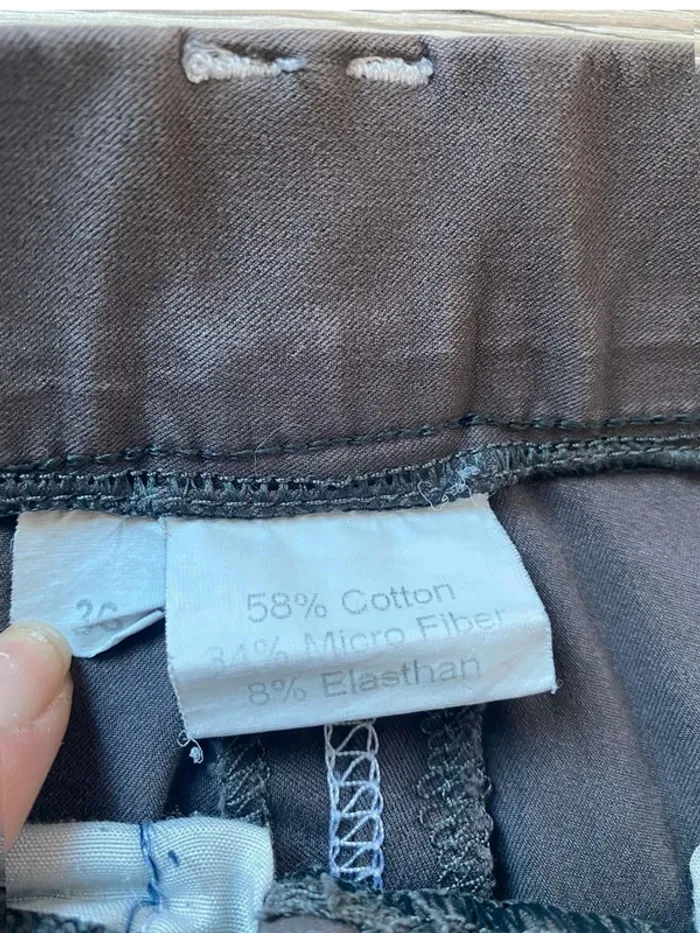 58% Cotton
34% Micro Fiber
8% Elasthan